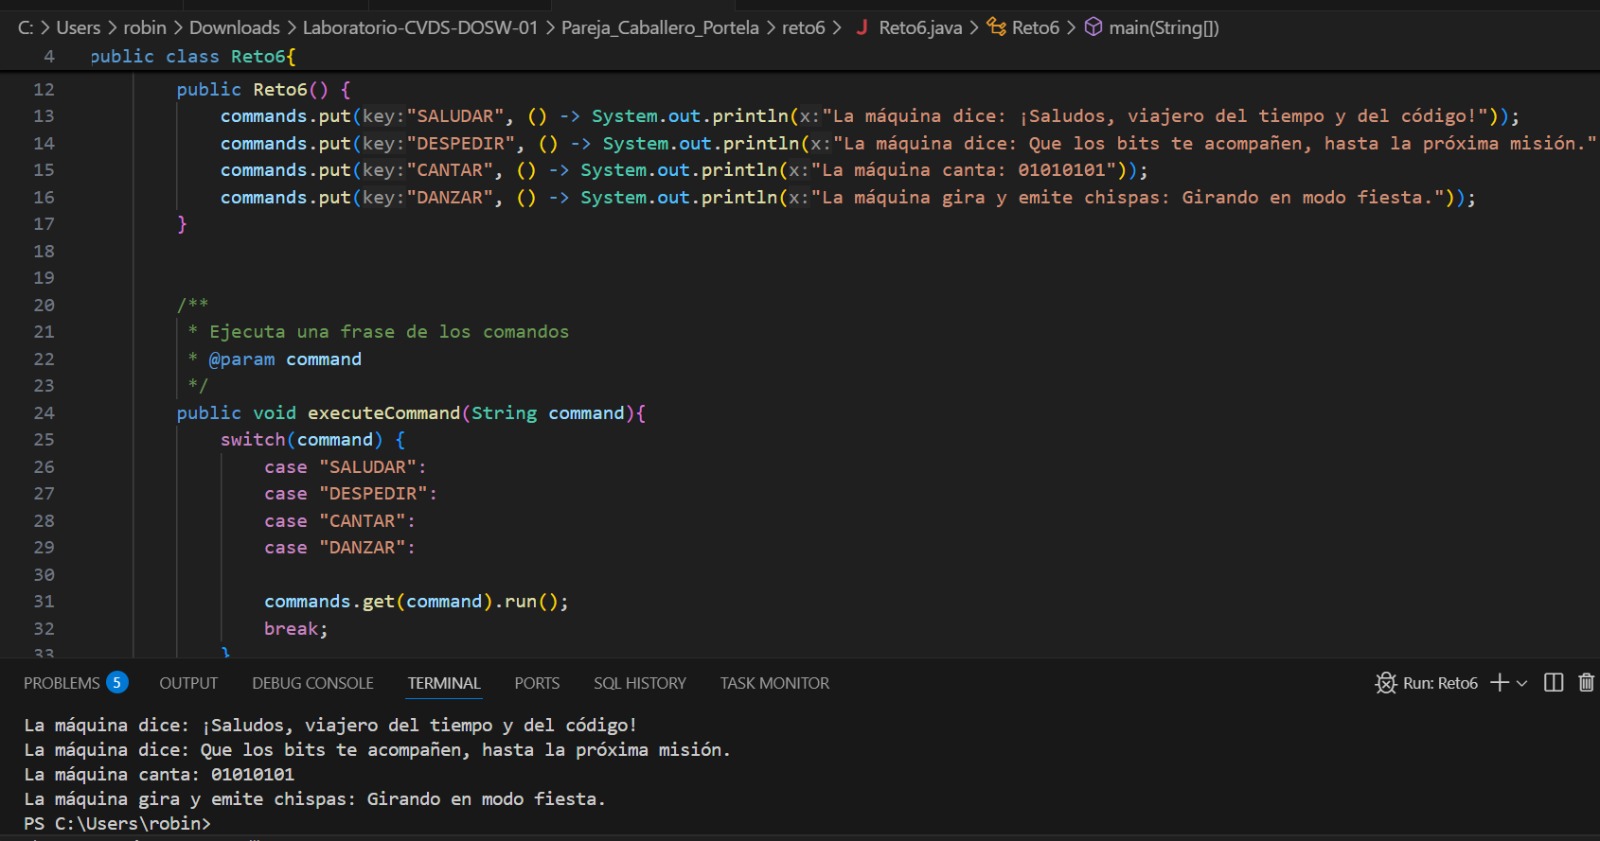 C: > Users > robin > Downloads > Laboratorio-CVDS-DOSW-01 > Pareja_Caballero_Portela > reto6 > J Reto6.java > Reto6 > main(String[])
4 public class Reto6{
12 public Reto6() {
13 commands.put(key:"SALUDAR", () -> System.out.println(x:"La máquina dice: ¡Saludos, viajero del tiempo y del código!"));
14 commands.put(key:"DESPEDIR", () -> System.out.println(x:"La máquina dice: Que los bits te acompañen, hasta la próxima misión."
15 commands.put(key:"CANTAR", () -> System.out.println(x:"La máquina canta: 01010101"));
16 commands.put(key:"DANZAR", () -> System.out.println(x:"La máquina gira y emite chispas: Girando en modo fiesta."));
17 }
18
19
20 /**
21 * Ejecuta una frase de los comandos
22 * @param command
23 */
24 public void executeCommand(String command){
25 switch(command) {
26 case "SALUDAR":
27 case "DESPEDIR":
28 case "CANTAR":
29 case "DANZAR":
30
31 commands.get(command).run();
32 break;
33 }
PROBLEMS 5 OUTPUT DEBUG CONSOLE TERMINAL PORTS SQL HISTORY TASK MONITOR Run: Reto6
La máquina dice: ¡Saludos, viajero del tiempo y del código!
La máquina dice: Que los bits te acompañen, hasta la próxima misión.
La máquina canta: 01010101
La máquina gira y emite chispas: Girando en modo fiesta.
PS C:\Users\robin>